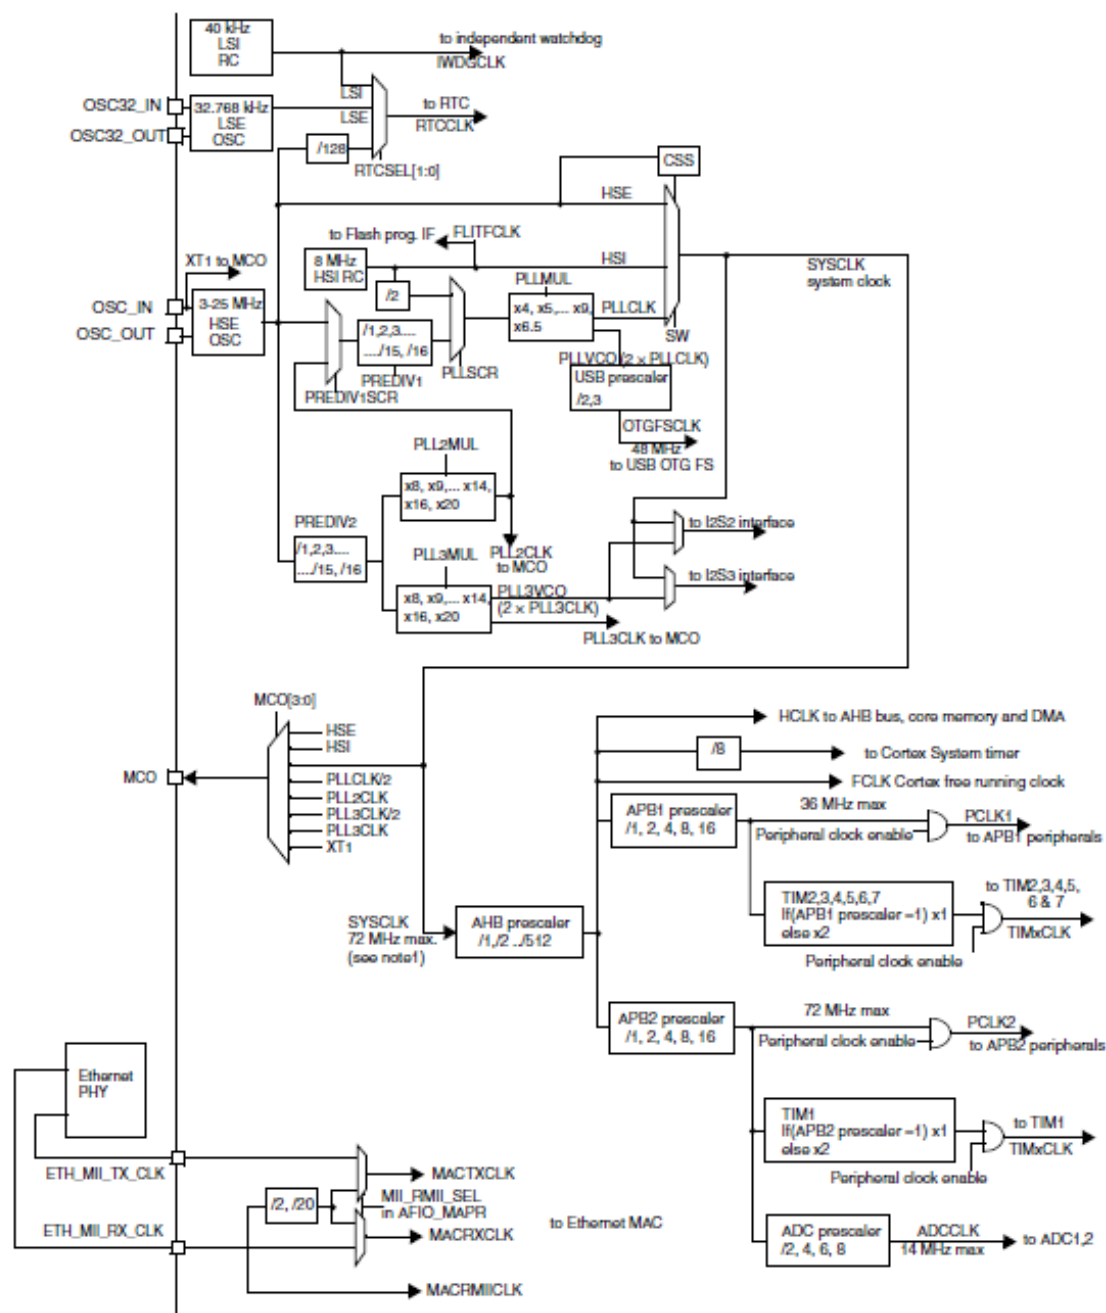 40 kHz
LSI
RC
to independent watchdog
IWDGCLK
LSI
OSC32_IN
32.768 kHz
LSE
OSC
LSE
to RTC
RTCCLK
OSC32_OUT
/128
RTCSEL[1:0]
CSS
HSE
to Flash prog. IF
FLITFCLK
XT1 to MCO
8 MHz
HSI RC
HSI
SYSCLK
system clock
PLLMUL
/2
OSC_IN
3-25 MHz
HSE
OSC
x4, x5,... x9,
x6.5
PLLCLK
OSC_OUT
/1,2,3....
..../15, /16
SW
PLLVCO (2 × PLLCLK)
PLLSCR
USB prescaler
/2,3
PREDIV1
PREDIV1SCR
OTGFSCLK
48 MHz
to USB OTG FS
PLL2MUL
x8, x9,... x14,
x16, x20
PREDIV2
to I2S2 interface
/1,2,3....
..../15, /16
PLL2CLK
to MCO
PLL3MUL
to I2S3 interface
x8, x9,... x14,
x16, x20
PLL3VCO
(2 × PLL3CLK)
PLL3CLK to MCO
MCO[3:0]
HSE
HSI
MCO
PLLCLK/2
PLL2CLK
PLL3CLK/2
PLL3CLK
XT1
HCLK to AHB bus, core memory and DMA
/8
to Cortex System timer
FCLK Cortex free running clock
APB1 prescaler
/1, 2, 4, 8, 16
36 MHz max
PCLK1
to APB1 peripherals
Peripheral clock enable
TIM2,3,4,5,6,7
If(APB1 prescaler =1) x1
else x2
to TIM2,3,4,5,
6 & 7
TIMxCLK
Peripheral clock enable
SYSCLK
72 MHz max.
(see note1)
AHB prescaler
/1,/2 ../512
APB2 prescaler
/1, 2, 4, 8, 16
72 MHz max
PCLK2
to APB2 peripherals
Peripheral clock enable
Ethernet
PHY
TIM1
If(APB2 prescaler =1) x1
else x2
to TIM1
TIMxCLK
Peripheral clock enable
ETH_MII_TX_CLK
MACTXCLK
/2, /20
MII_RMII_SEL
in AFIO_MAPR
to Ethernet MAC
ETH_MII_RX_CLK
MACRXCLK
ADC prescaler
/2, 4, 6, 8
ADCCLK
14 MHz max
to ADC1,2
MACRMIICLK